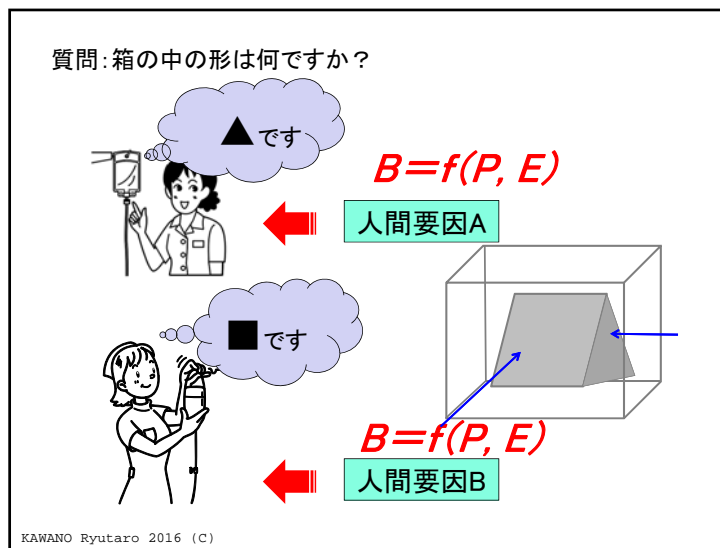 質問:箱の中の形は何ですか？
▲です
B＝f(P, E)
人間要因A
■です
B＝f(P, E)
人間要因B
KAWANO Ryutaro 2016 (C)